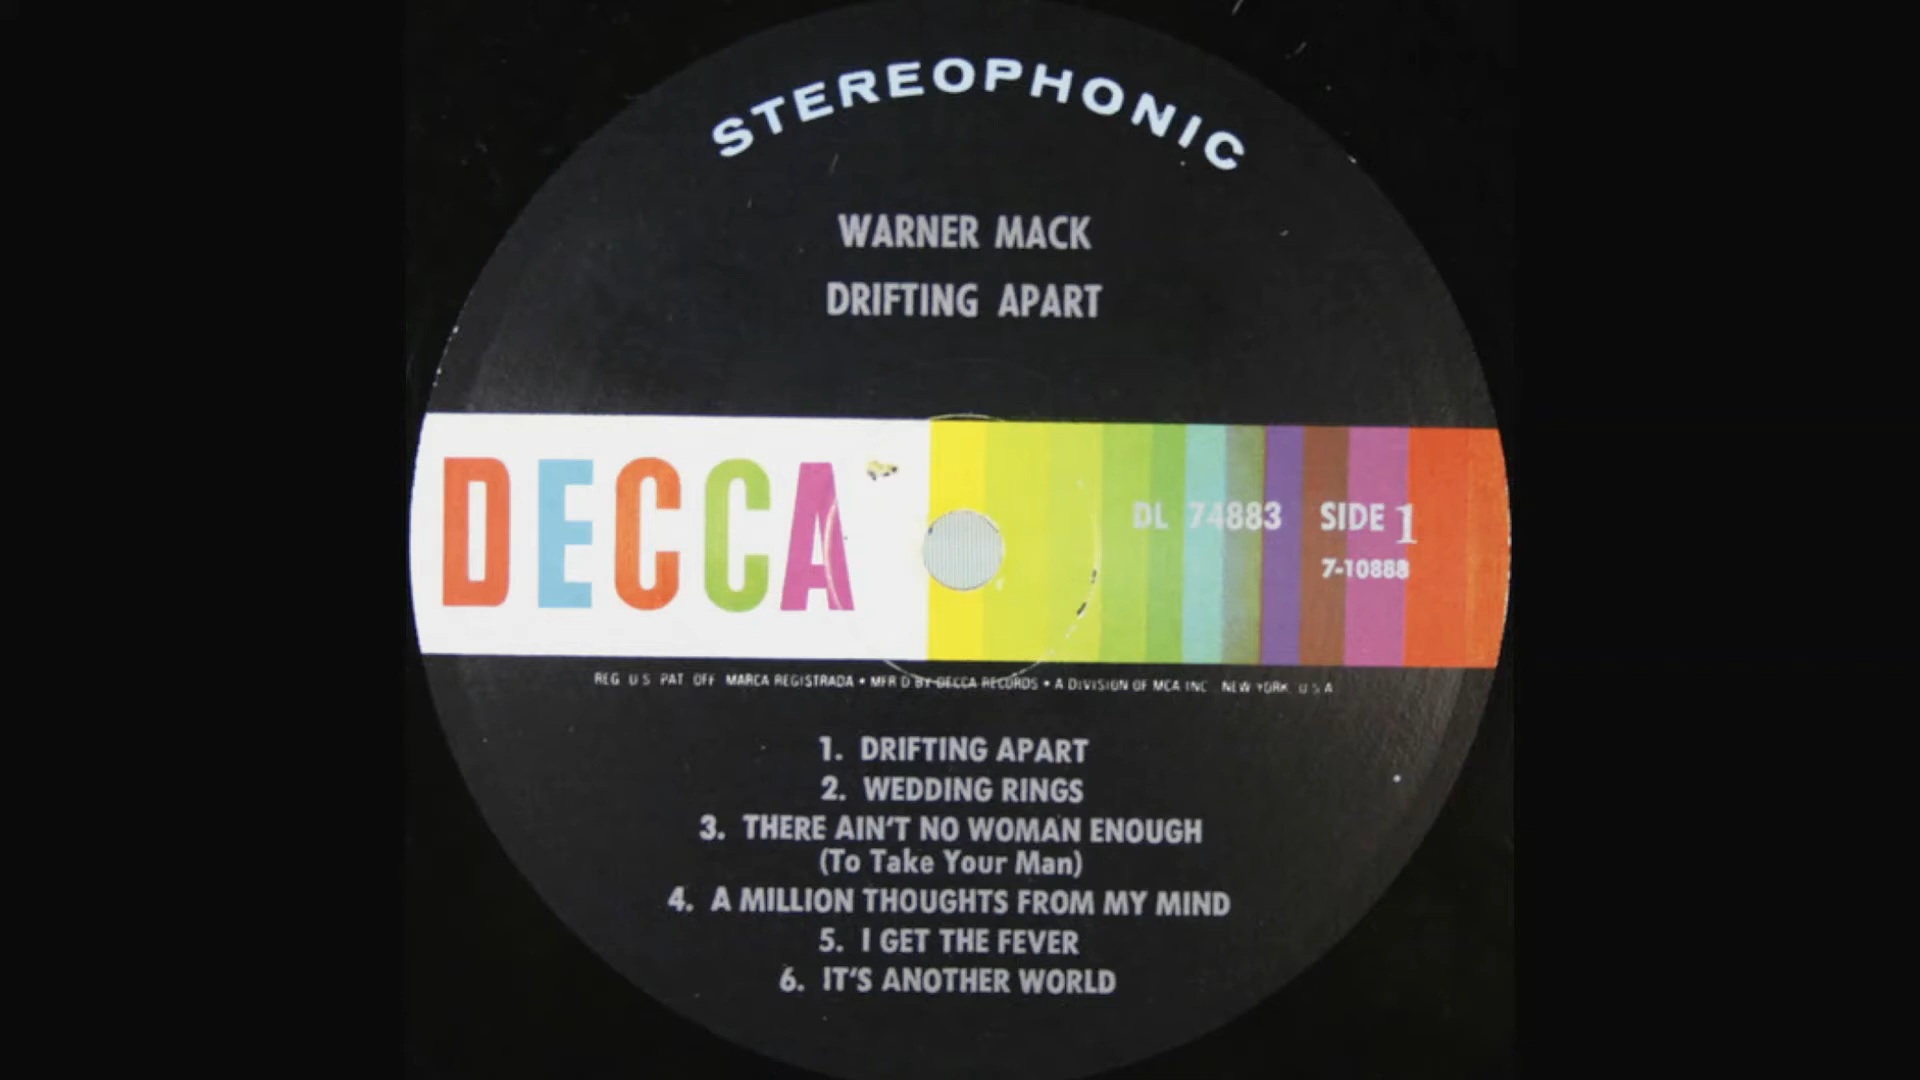 STEREOPHONIC
WARNER MACK
DRIFTING APART
DECCA
DL 74883 SIDE 1
7-10888
REG. U S PAT OFF MARCA REGISTRADA • MFR D BY DECCA RECORDS • A DIVISION OF MCA INC NEW YORK U S A
1. DRIFTING APART
2. WEDDING RINGS
3. THERE AIN'T NO WOMAN ENOUGH
(To Take Your Man)
4. A MILLION THOUGHTS FROM MY MIND
5. I GET THE FEVER
6. IT'S ANOTHER WORLD